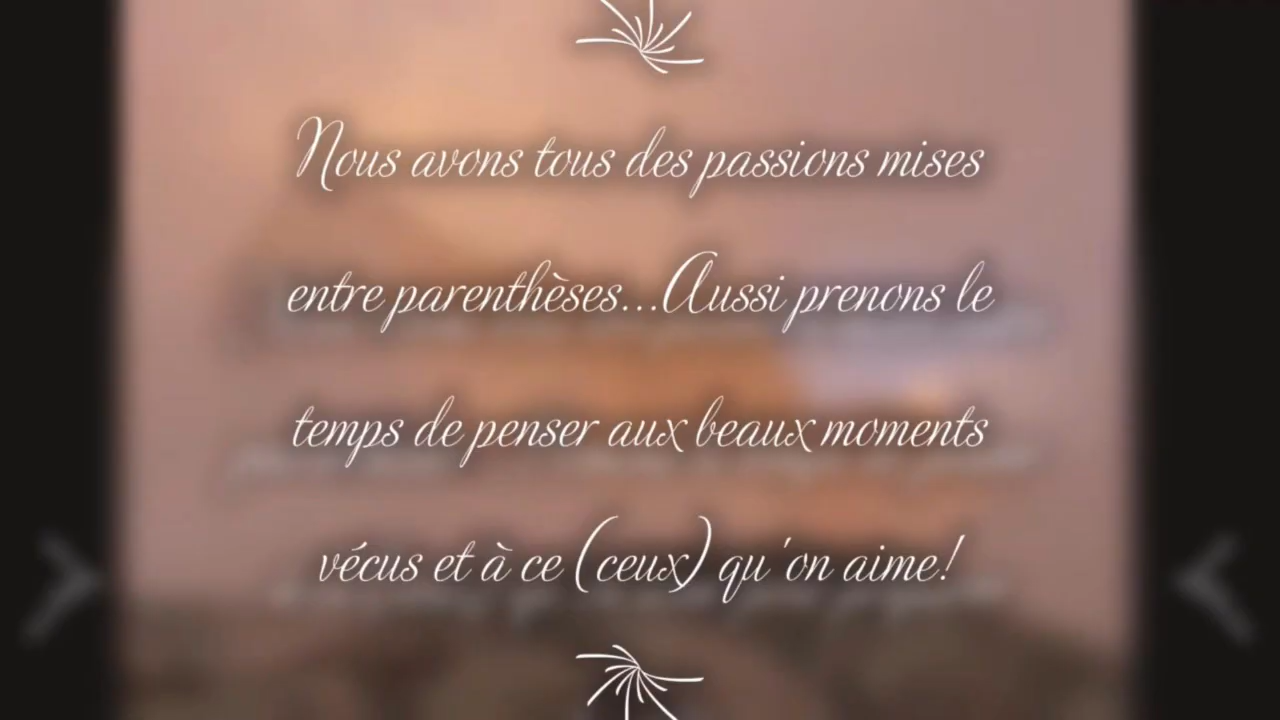 Nous avons tous des passions mises
entre parenthèses...Aussi prenons le
temps de penser aux beaux moments
vécus et à ce (ceux) qu'on aime!